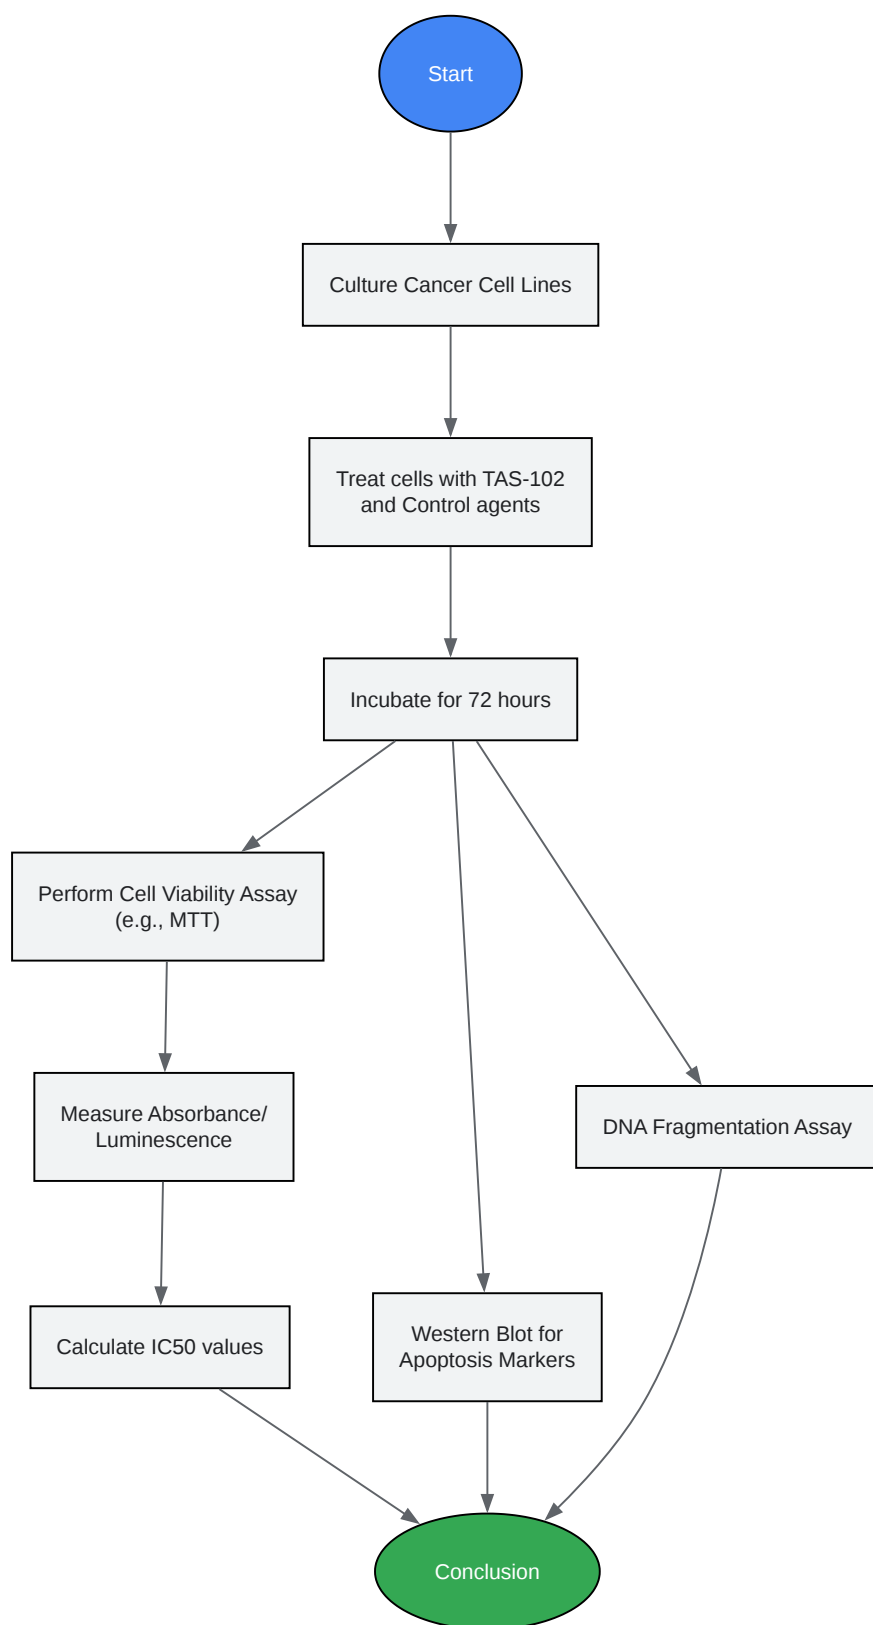 Start
Culture Cancer Cell Lines
Treat cells with TAS-102
and Control agents
Incubate for 72 hours
Perform Cell Viability Assay
(e.g., MTT)
Measure Absorbance/
Luminescence
DNA Fragmentation Assay
Calculate IC50 values
Western Blot for
Apoptosis Markers
Conclusion